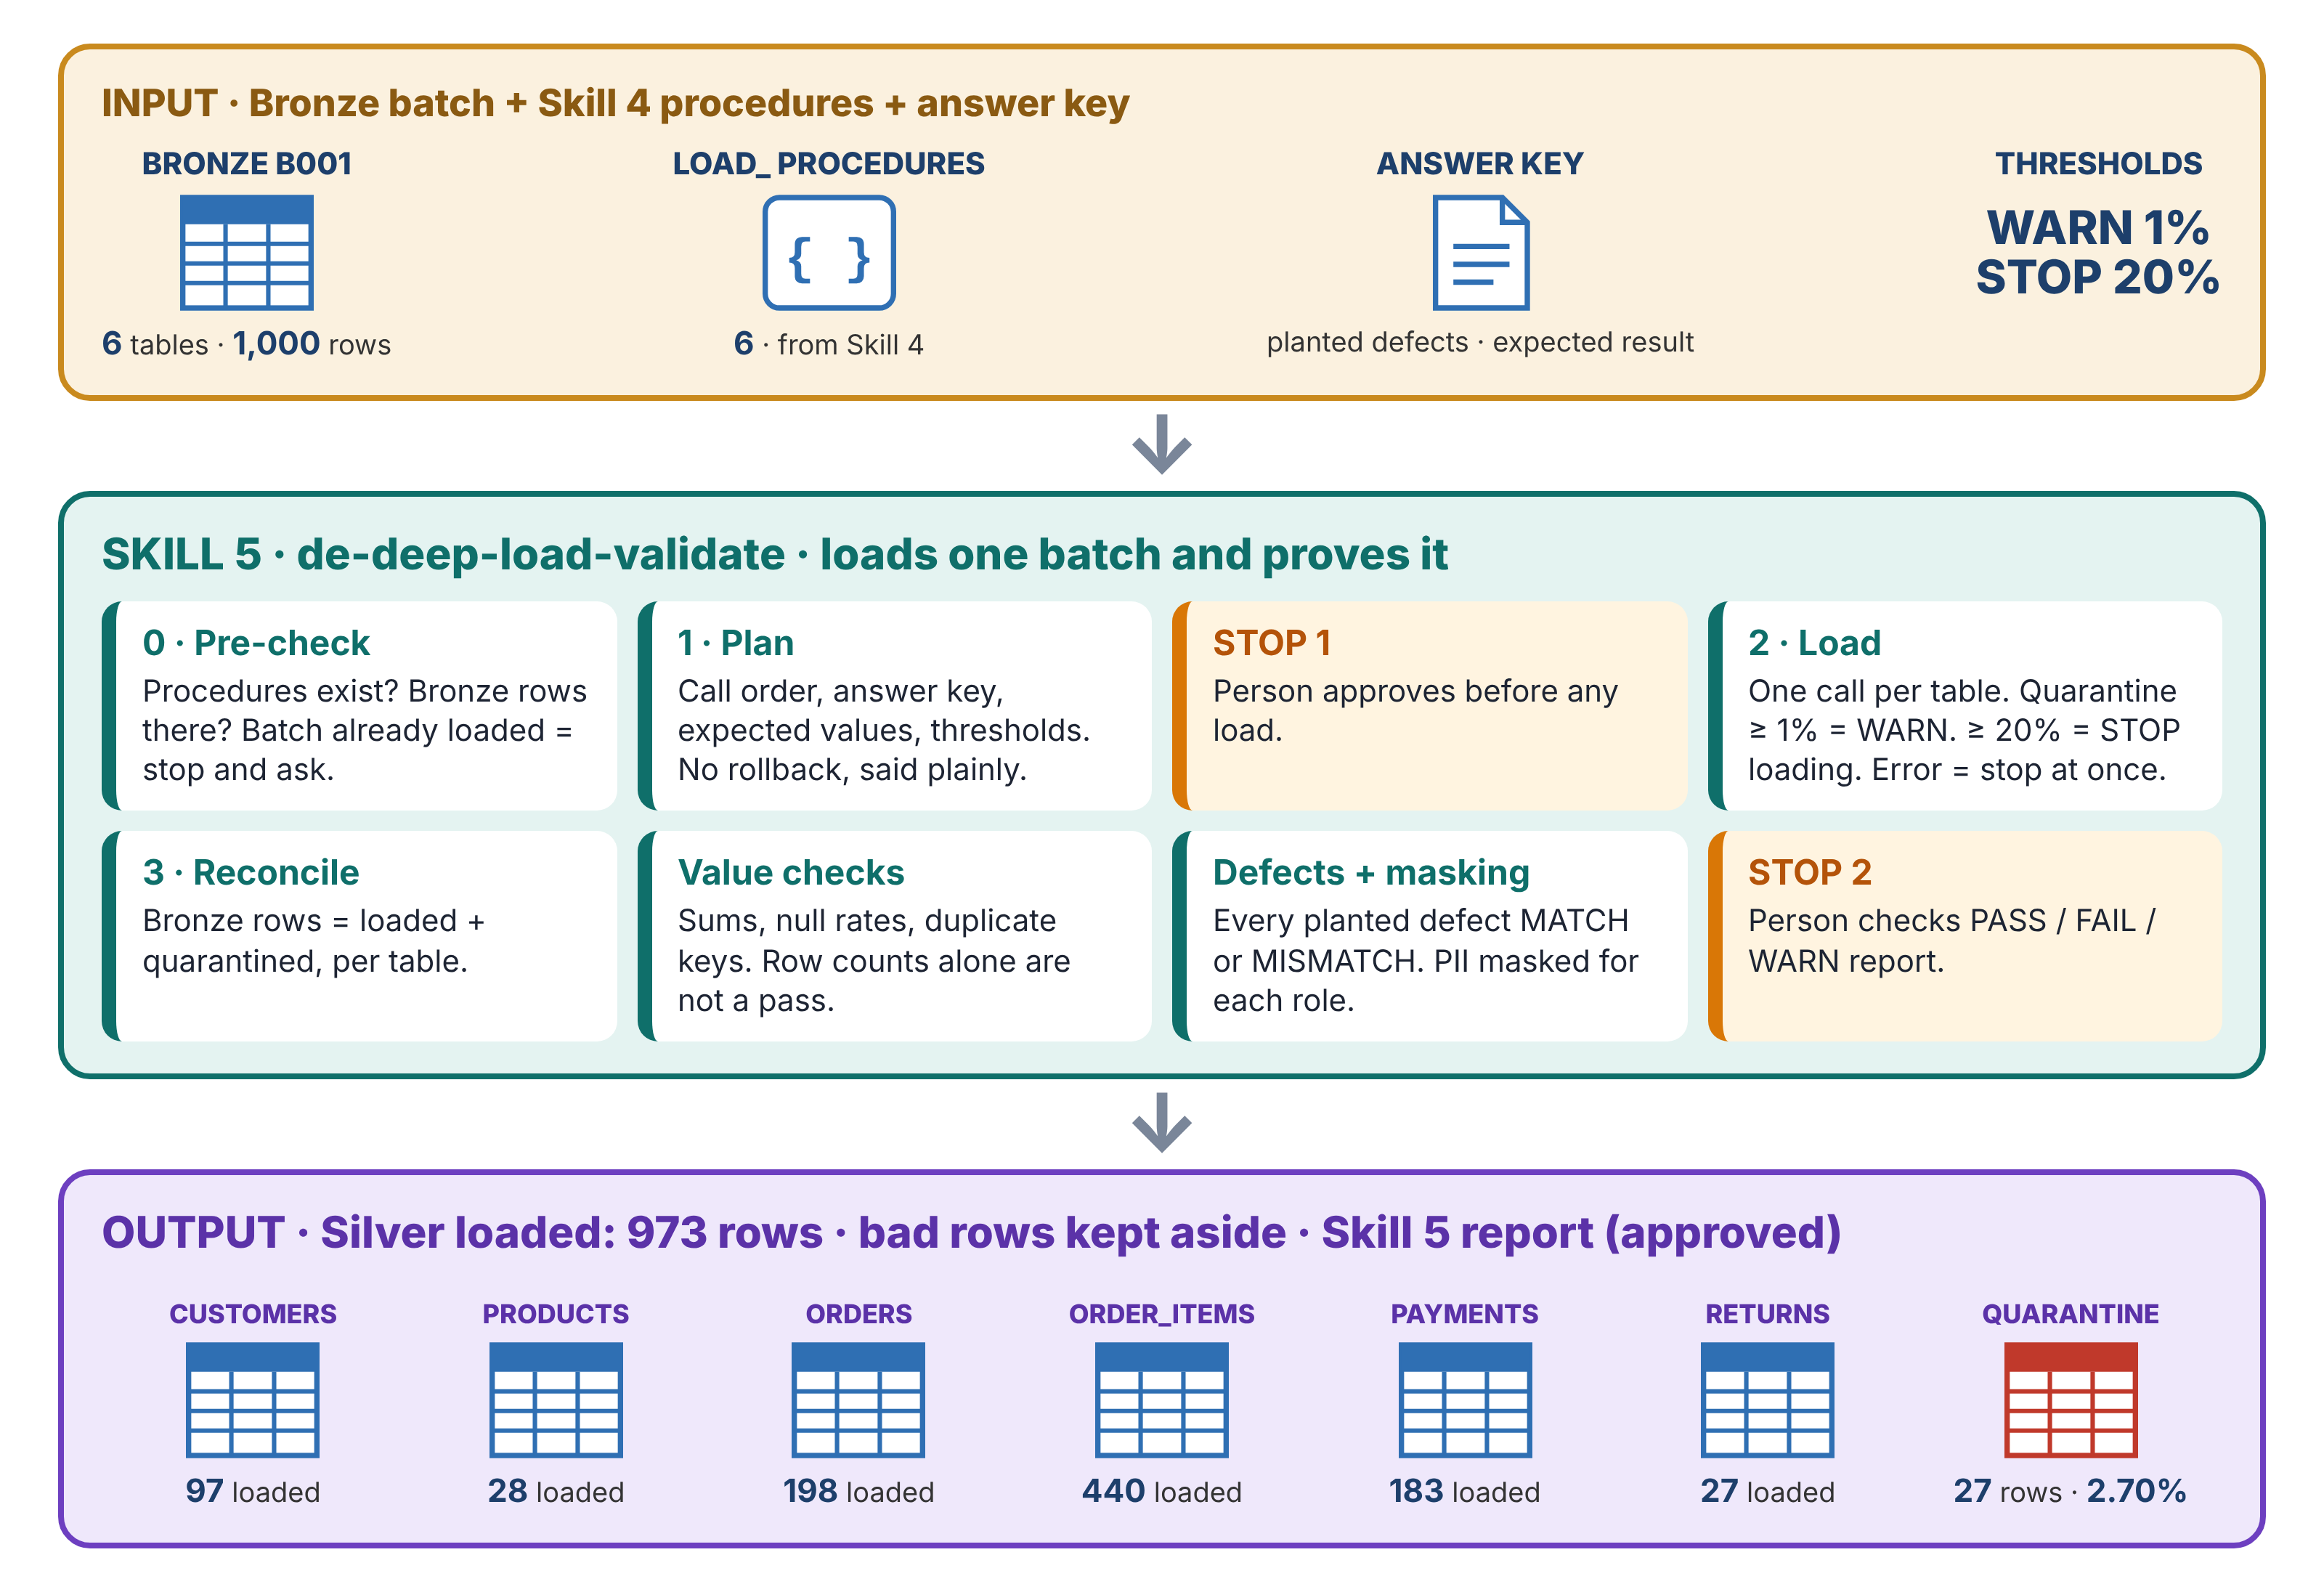 INPUT · Bronze batch + Skill 4 procedures + answer key
BRONZE B001
6 tables · 1,000 rows
LOAD_ PROCEDURES
{ }
6 · from Skill 4
ANSWER KEY
planted defects · expected result
THRESHOLDS
WARN 1%
STOP 20%
SKILL 5 · de-deep-load-validate · loads one batch and proves it
0 · Pre-check
Procedures exist? Bronze rows
there? Batch already loaded =
stop and ask.
1 · Plan
Call order, answer key,
expected values, thresholds.
No rollback, said plainly.
STOP 1
Person approves before any
load.
2 · Load
One call per table. Quarantine
≥ 1% = WARN. ≥ 20% = STOP
loading. Error = stop at once.
3 · Reconcile
Bronze rows = loaded +
quarantined, per table.
Value checks
Sums, null rates, duplicate
keys. Row counts alone are
not a pass.
Defects + masking
Every planted defect MATCH
or MISMATCH. PII masked for
each role.
STOP 2
Person checks PASS / FAIL /
WARN report.
OUTPUT · Silver loaded: 973 rows · bad rows kept aside · Skill 5 report (approved)
CUSTOMERS
97 loaded
PRODUCTS
28 loaded
ORDERS
198 loaded
ORDER_ITEMS
440 loaded
PAYMENTS
183 loaded
RETURNS
27 loaded
QUARANTINE
27 rows · 2.70%